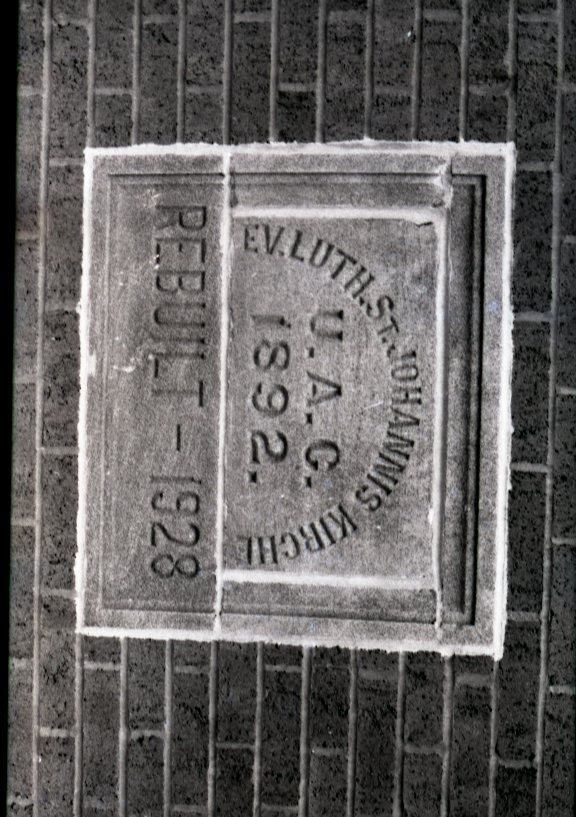 EV. LUTH. ST. JOHANNIS KIRCHE
U.A.C.
1892.
REBUILT - 1928